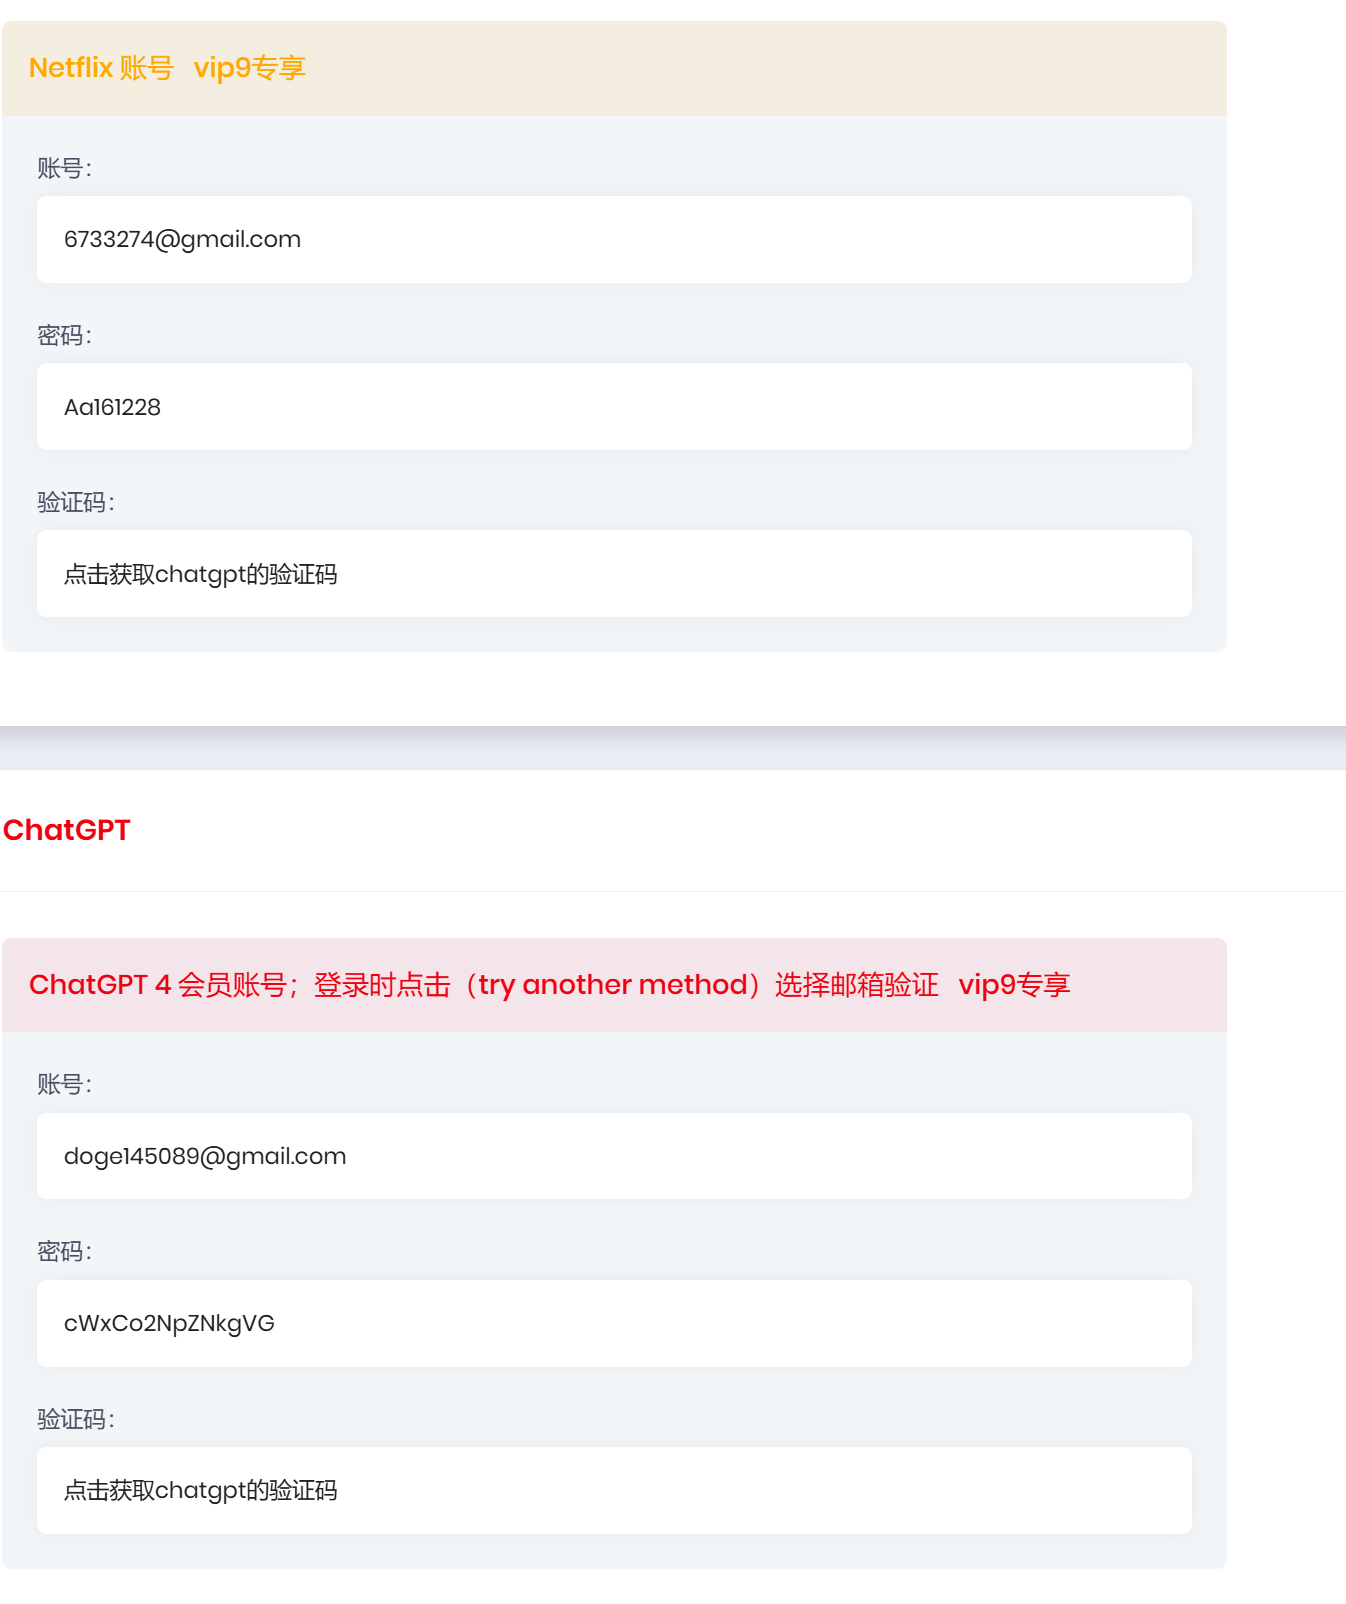 Netflix 账号 vip9专享
账号：
6733274@gmail.com
密码：
Aa161228
验证码：
点击获取chatgpt的验证码
ChatGPT
ChatGPT 4 会员账号；登录时点击（try another method）选择邮箱验证 vip9专享
账号：
doge145089@gmail.com
密码：
cWxCo2NpZNkgVG
验证码：
点击获取chatgpt的验证码